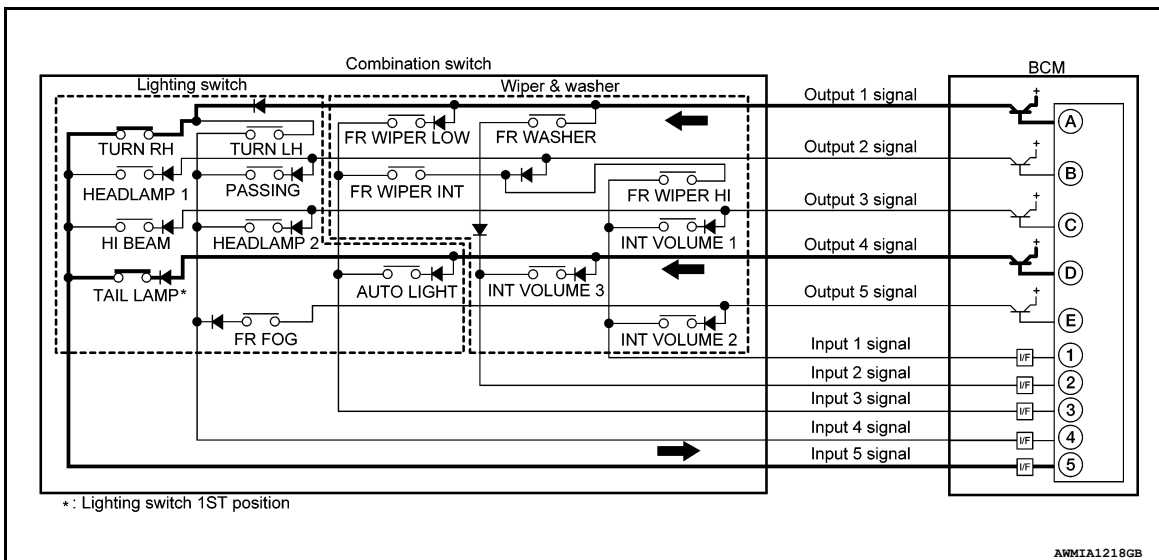 Combination switch
BCM
Lighting switch
Wiper & washer
Output 1 signal
+
A
TURN RH
TURN LH
FR WIPER LOW
FR WASHER
Output 2 signal
+
B
HEADLAMP 1
PASSING
FR WIPER INT
FR WIPER HI
Output 3 signal
+
C
HI BEAM
HEADLAMP 2
INT VOLUME 1
Output 4 signal
+
D
TAIL LAMP*
AUTO LIGHT
INT VOLUME 3
Output 5 signal
+
E
FR FOG
INT VOLUME 2
Input 1 signal
I/F
1
Input 2 signal
I/F
2
Input 3 signal
I/F
3
Input 4 signal
I/F
4
Input 5 signal
I/F
5
*: Lighting switch 1ST position
AWMIA1218GB